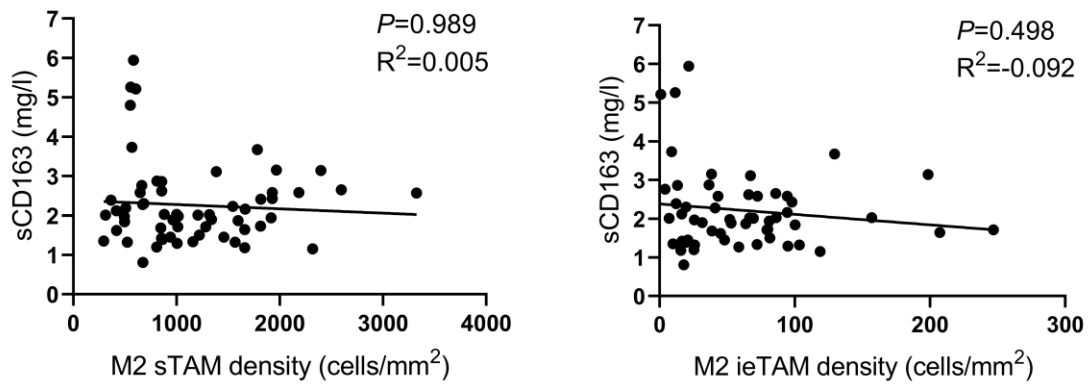 P=0.989
R²=0.005
sCD163 (mg/l)
7
6
5
4
3
2
1
0
0 1000 2000 3000 4000
M2 sTAM density (cells/mm²)
P=0.498
R²=-0.092
sCD163 (mg/l)
7
6
5
4
3
2
1
0
0 100 200 300
M2 ieTAM density (cells/mm²)